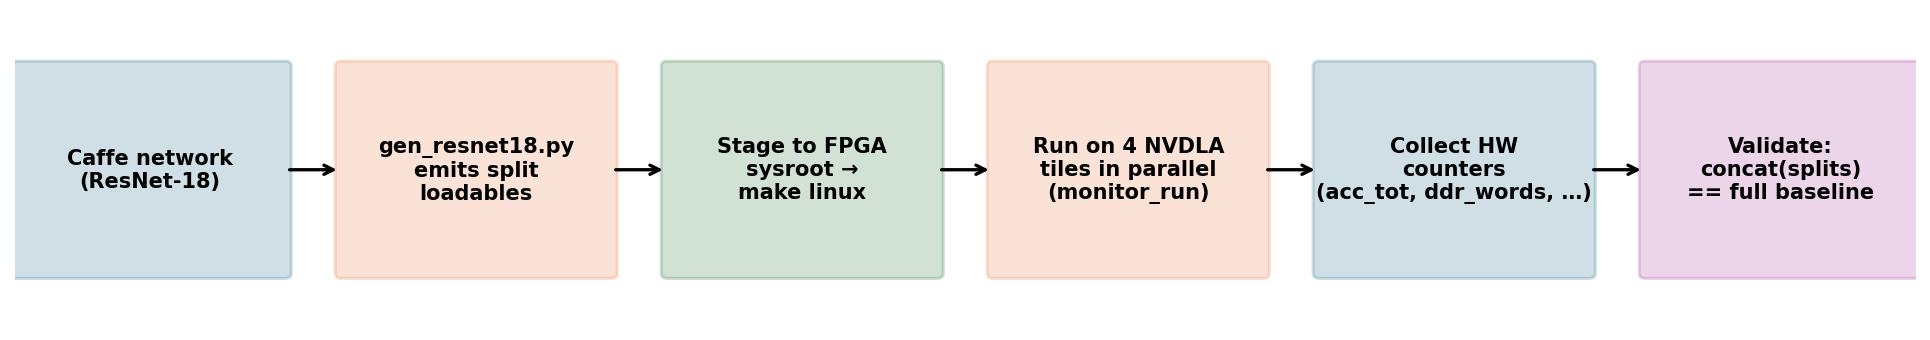 Caffe network
(ResNet-18)
gen_resnet18.py
emits split
loadables
Stage to FPGA
sysroot →
make linux
Run on 4 NVDLA
tiles in parallel
(monitor_run)
Collect HW
counters
(acc_tot, ddr_words, …)
Validate:
concat(splits)
== full baseline